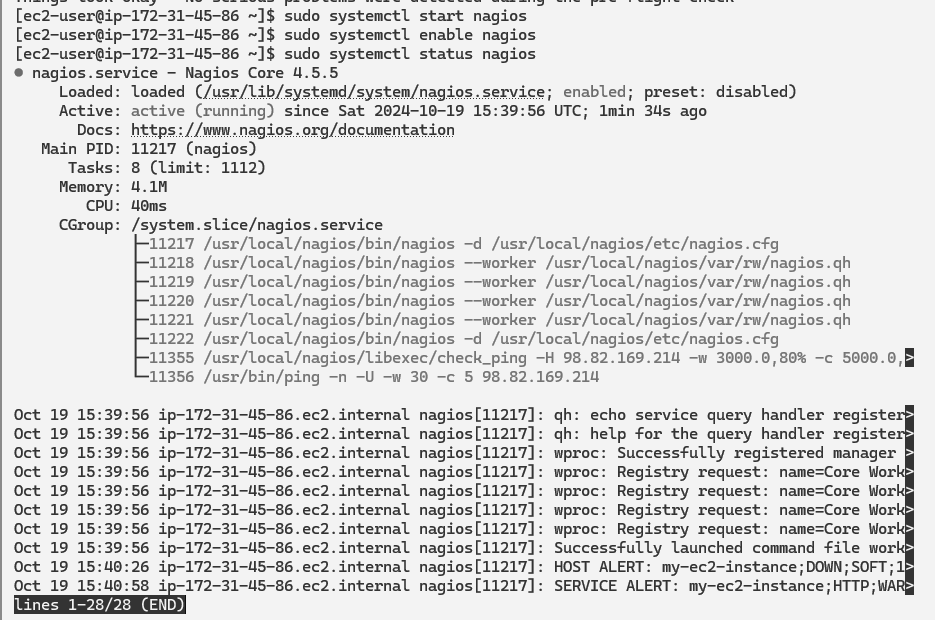 Things look okay - No serious problems were detected during the pre-flight check
[ec2-user@ip-172-31-45-86 ~]$ sudo systemctl start nagios
[ec2-user@ip-172-31-45-86 ~]$ sudo systemctl enable nagios
[ec2-user@ip-172-31-45-86 ~]$ sudo systemctl status nagios
● nagios.service - Nagios Core 4.5.5
Loaded: loaded (/usr/lib/systemd/system/nagios.service; enabled; preset: disabled)
Active: active (running) since Sat 2024-10-19 15:39:56 UTC; 1min 34s ago
Docs: https://www.nagios.org/documentation
Main PID: 11217 (nagios)
Tasks: 8 (limit: 1112)
Memory: 4.1M
CPU: 40ms
CGroup: /system.slice/nagios.service
├─11217 /usr/local/nagios/bin/nagios -d /usr/local/nagios/etc/nagios.cfg
├─11218 /usr/local/nagios/bin/nagios --worker /usr/local/nagios/var/rw/nagios.qh
├─11219 /usr/local/nagios/bin/nagios --worker /usr/local/nagios/var/rw/nagios.qh
├─11220 /usr/local/nagios/bin/nagios --worker /usr/local/nagios/var/rw/nagios.qh
├─11221 /usr/local/nagios/bin/nagios --worker /usr/local/nagios/var/rw/nagios.qh
├─11222 /usr/local/nagios/bin/nagios -d /usr/local/nagios/etc/nagios.cfg
├─11355 /usr/local/nagios/libexec/check_ping -H 98.82.169.214 -w 3000.0,80% -c 5000.0,>
└─11356 /usr/bin/ping -n -U -w 30 -c 5 98.82.169.214
Oct 19 15:39:56 ip-172-31-45-86.ec2.internal nagios[11217]: qh: echo service query handler register>
Oct 19 15:39:56 ip-172-31-45-86.ec2.internal nagios[11217]: qh: help for the query handler register>
Oct 19 15:39:56 ip-172-31-45-86.ec2.internal nagios[11217]: wproc: Successfully registered manager >
Oct 19 15:39:56 ip-172-31-45-86.ec2.internal nagios[11217]: wproc: Registry request: name=Core Work>
Oct 19 15:39:56 ip-172-31-45-86.ec2.internal nagios[11217]: wproc: Registry request: name=Core Work>
Oct 19 15:39:56 ip-172-31-45-86.ec2.internal nagios[11217]: wproc: Registry request: name=Core Work>
Oct 19 15:39:56 ip-172-31-45-86.ec2.internal nagios[11217]: wproc: Registry request: name=Core Work>
Oct 19 15:39:56 ip-172-31-45-86.ec2.internal nagios[11217]: Successfully launched command file work>
Oct 19 15:40:26 ip-172-31-45-86.ec2.internal nagios[11217]: HOST ALERT: my-ec2-instance;DOWN;SOFT;1>
Oct 19 15:40:58 ip-172-31-45-86.ec2.internal nagios[11217]: SERVICE ALERT: my-ec2-instance;HTTP;WAR>
lines 1-28/28 (END)